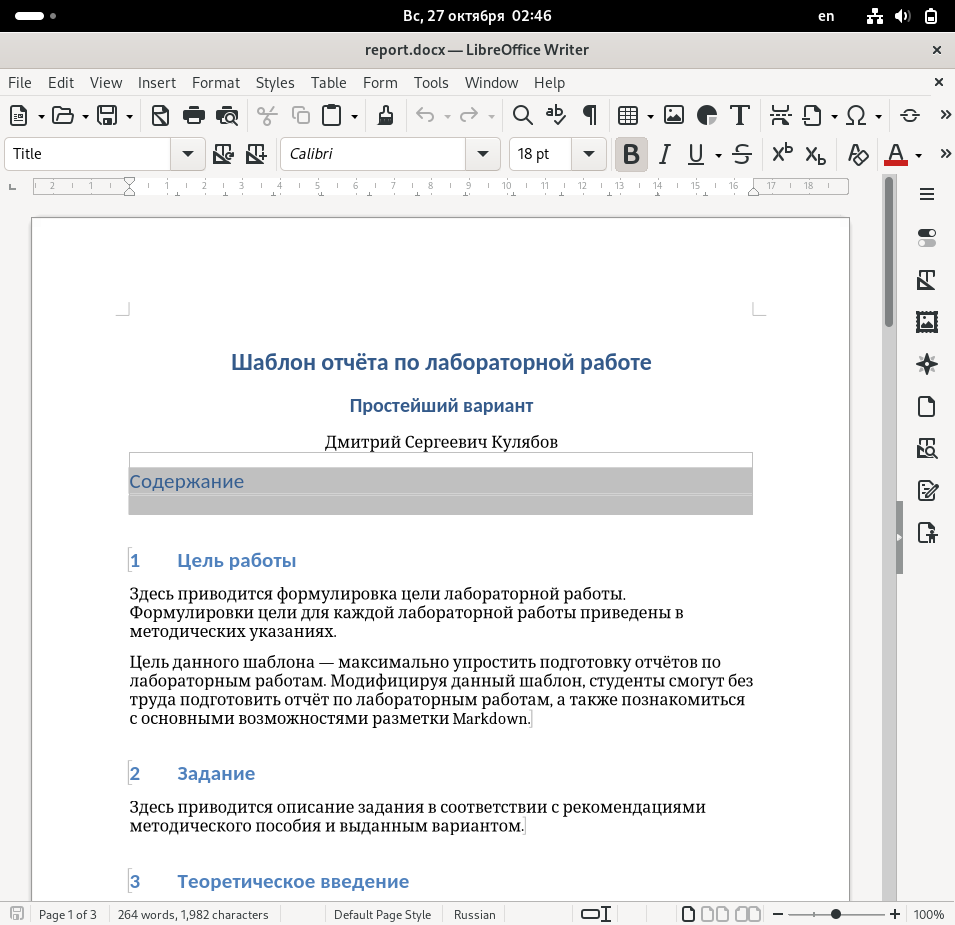 Вс, 27 октября 02:46
en
report.docx — LibreOffice Writer
File Edit View Insert Format Styles Table Form Tools Window Help
Title
Calibri
18 pt
2 1 1 2 3 4 5 6 7 8 9 10 11 12 13 14 15 16 17 18
Шаблон отчёта по лабораторной работе
Простейший вариант
Дмитрий Сергеевич Кулябов
Содержание
1 Цель работы
Здесь приводится формулировка цели лабораторной работы.
Формулировки цели для каждой лабораторной работы приведены в
методических указаниях.
Цель данного шаблона — максимально упростить подготовку отчётов по
лабораторным работам. Модифицируя данный шаблон, студенты смогут без
труда подготовить отчёт по лабораторным работам, а также познакомиться
с основными возможностями разметки Markdown.
2 Задание
Здесь приводится описание задания в соответствии с рекомендациями
методического пособия и выданным вариантом.
3 Теоретическое введение
Page 1 of 3
264 words, 1,982 characters
Default Page Style
Russian
100%